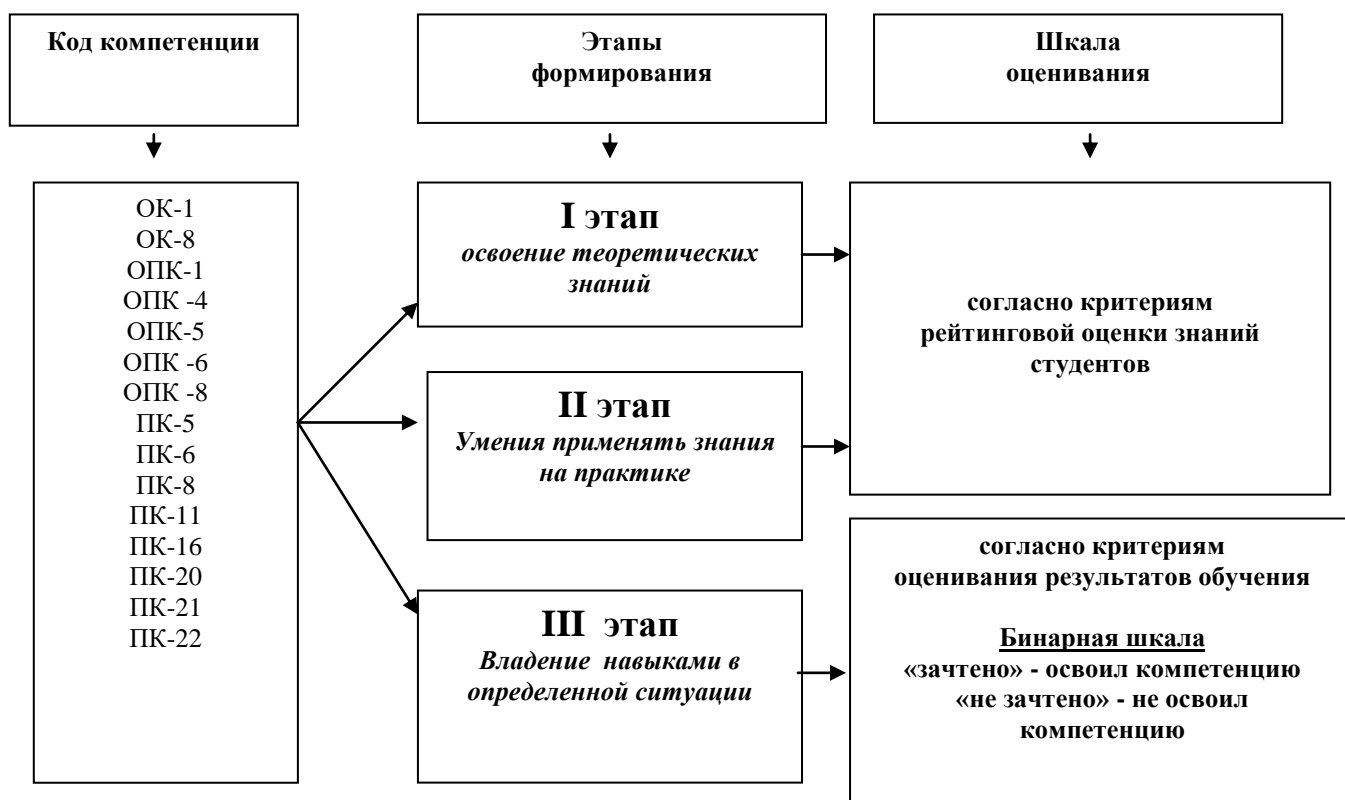 Код компетенции
Этапы
формирования
Шкала
оценивания
ОК-1
ОК-8
ОПК-1
ОПК -4
ОПК-5
ОПК -6
ОПК -8
ПК-5
ПК-6
ПК-8
ПК-11
ПК-16
ПК-20
ПК-21
ПК-22
I этап
освоение теоретических
знаний
II этап
Умения применять знания
на практике
III этап
Владение навыками в
определенной ситуации
согласно критериям
рейтинговой оценки знаний
студентов
согласно критериям
оценивания результатов обучения
Бинарная шкала
«зачтено» - освоил компетенцию
«не зачтено» - не освоил
компетенцию